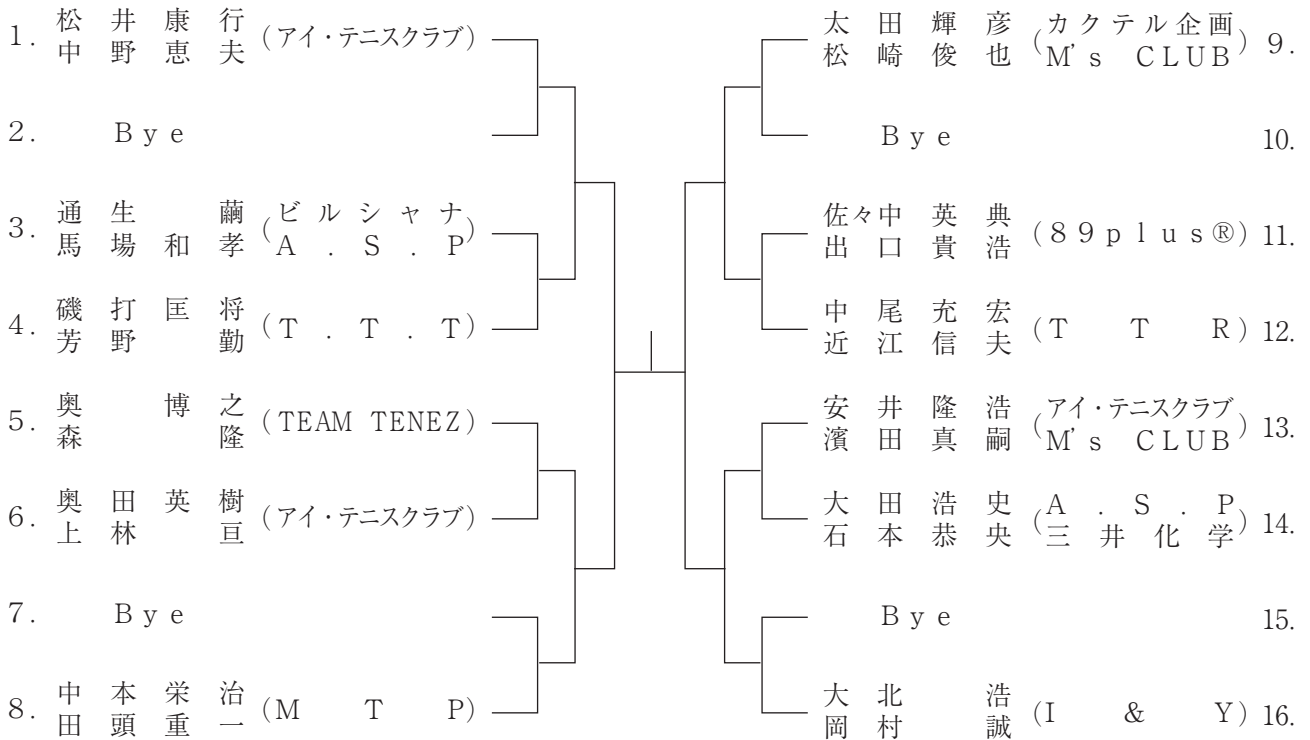 1. 松井康行 (アイ・テニスクラブ)
中野恵夫
2. Bye
3. 通生 繭 (ビルシャナ
馬場和孝 A.S.P)
4. 磯打匡将 (T.T.T)
芳野 勤
5. 奥 博之 (TEAM TENEZ)
森 隆
6. 奥田英樹 (アイ・テニスクラブ)
上林 亘
7. Bye
8. 中本栄治 (MTP)
田頭重一
太田輝彦 (カクテル企画 9.
松崎俊也 M's CLUB)
Bye 10.
佐々中英典 (89plus®) 11.
出口貴浩
中尾充宏 (TTR) 12.
近江信夫
安井隆浩 (アイ・テニスクラブ 13.
濱田真嗣 M's CLUB)
大田浩史 (A.S.P 14.
石本恭央 三井化学)
Bye 15.
大北 浩 (I & Y) 16.
岡村 誠